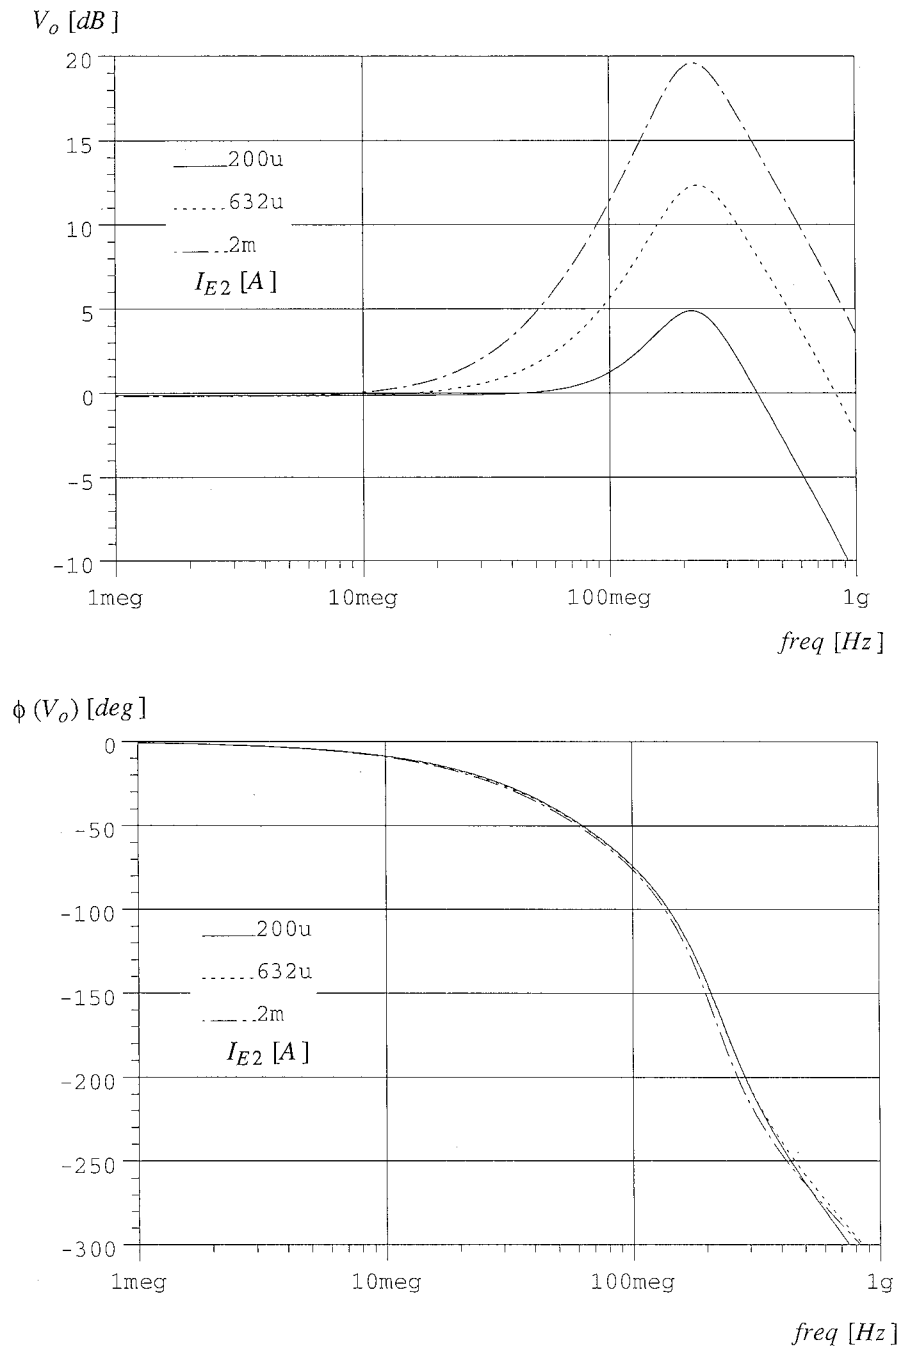 V_o [dB]
20
15
10
5
0
-5
-10
200u
632u
2m
I_E2 [A]
1meg 10meg 100meg 1g
freq [Hz]
ϕ (V_o) [deg]
0
-50
-100
-150
-200
-250
-300
200u
632u
2m
I_E2 [A]
1meg 10meg 100meg 1g
freq [Hz]